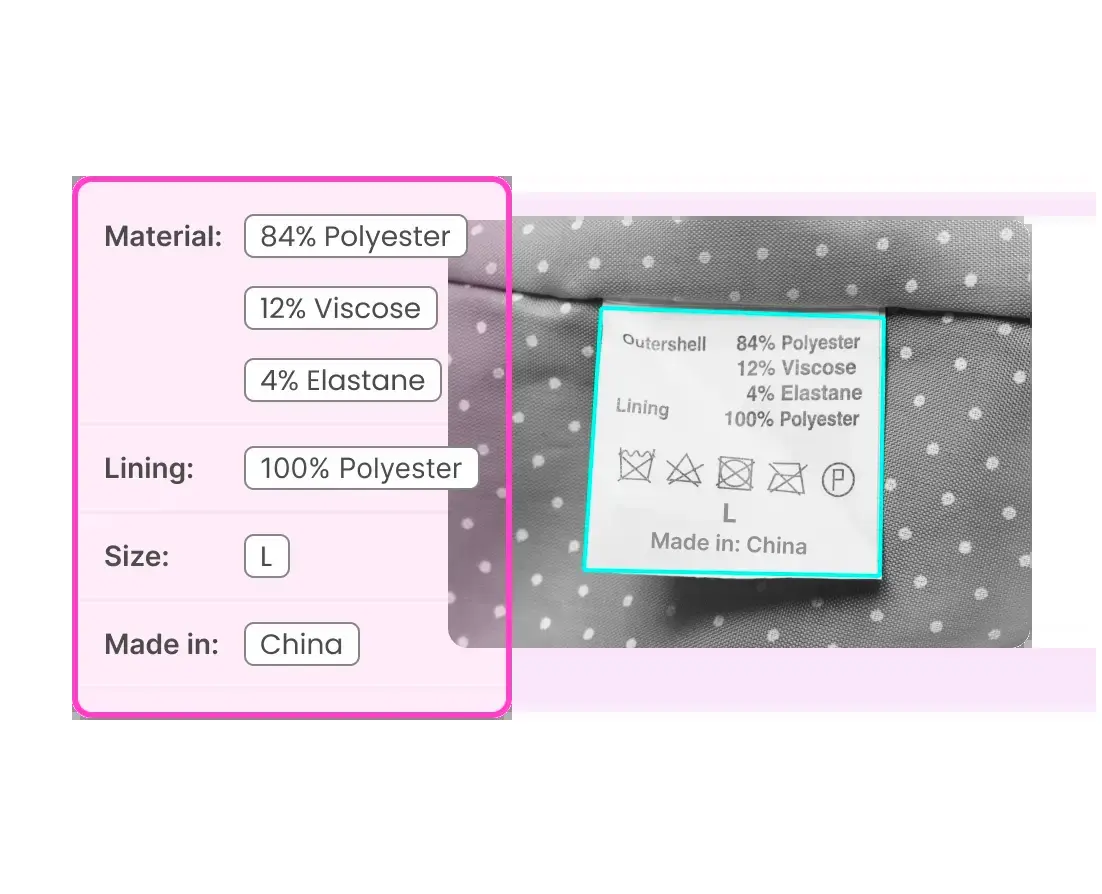 Material: 84% Polyester
12% Viscose
4% Elastane
Lining: 100% Polyester
Size: L
Made in: China
Outershell 84% Polyester
12% Viscose
4% Elastane
Lining 100% Polyester
P
L
Made in: China